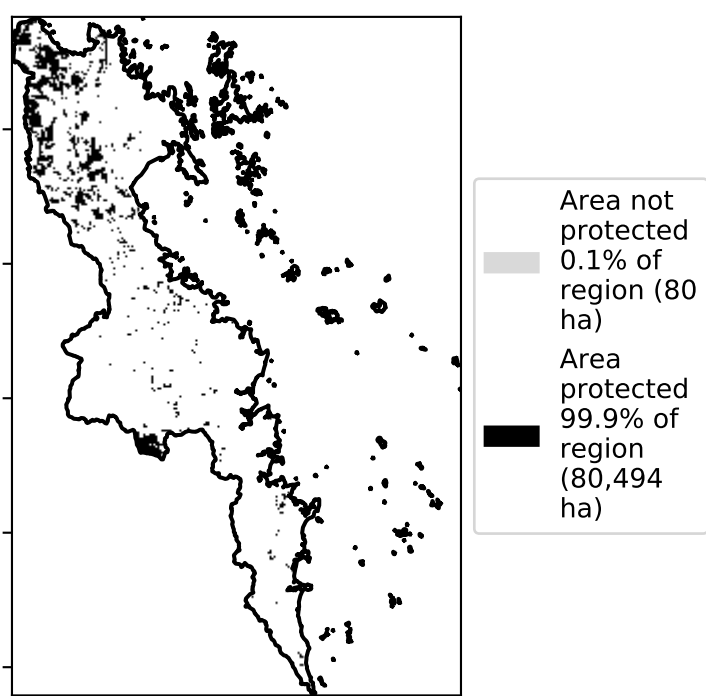 Area not
protected
0.1% of
region (80
ha)
Area
protected
99.9% of
region
(80,494
ha)